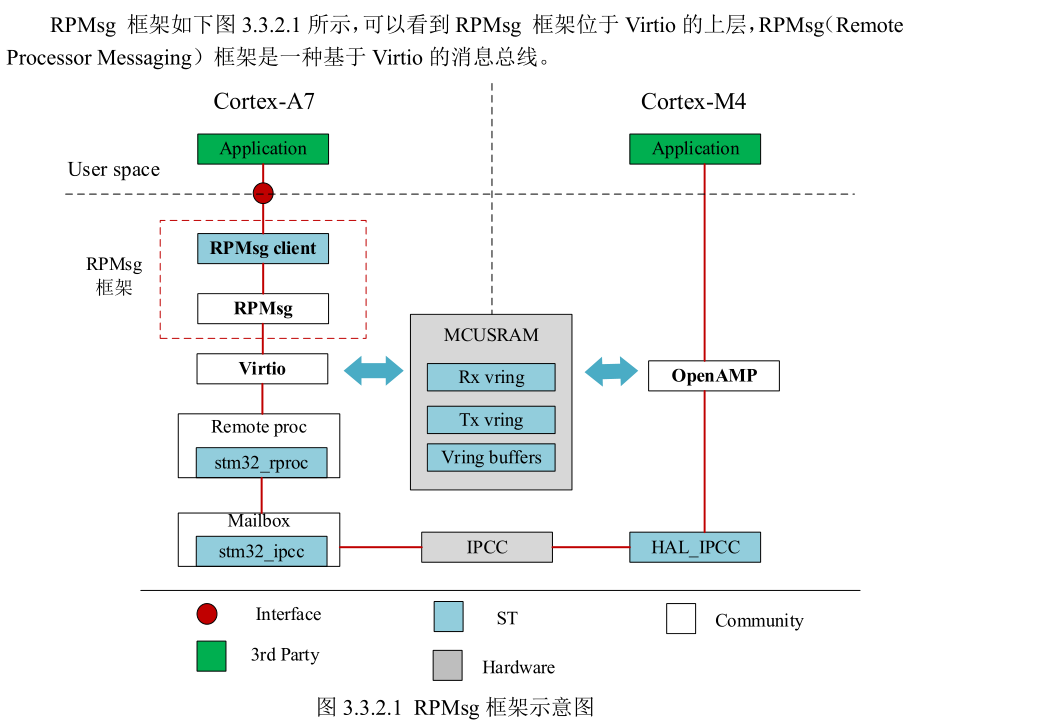 RPMsg 框架如下图 3.3.2.1 所示，可以看到 RPMsg 框架位于 Virtio 的上层，RPMsg（Remote
Processor Messaging）框架是一种基于 Virtio 的消息总线。
Cortex-A7
Cortex-M4
Application
Application
User space
RPMsg client
RPMsg
框架
RPMsg
MCUSRAM
Virtio
Rx vring
OpenAMP
Tx vring
Remote proc
Vring buffers
stm32_rproc
Mailbox
stm32_ipcc
IPCC
HAL_IPCC
Interface
ST
Community
3rd Party
Hardware
图 3.3.2.1 RPMsg 框架示意图